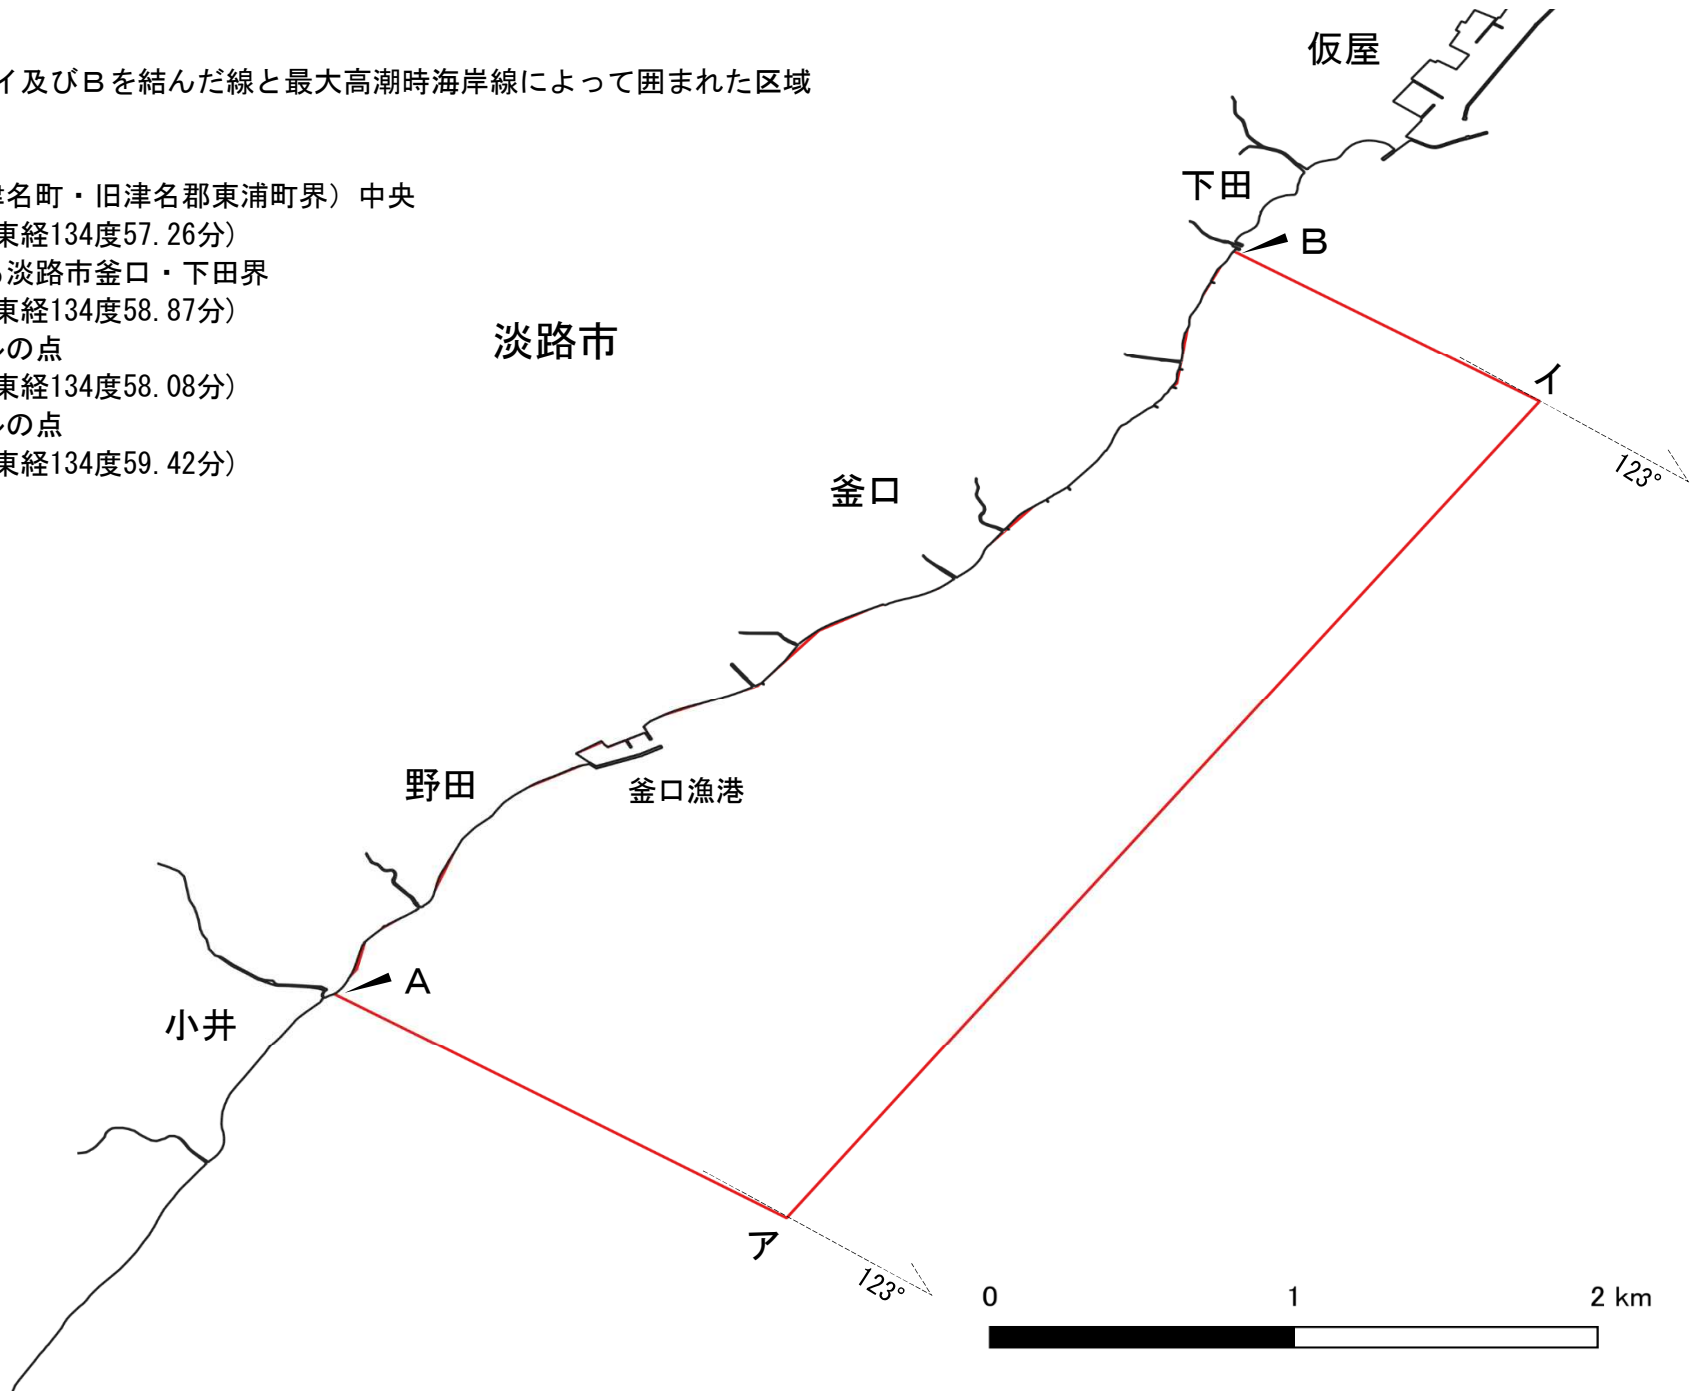 仮屋
イ及びBを結んだ線と最大高潮時海岸線によって囲まれた区域
下田
津名町・旧津名郡東浦町界）中央
東経134度57.26分）
B
淡路市釜口・下田界
東経134度58.87分）
淡路市
ルの点
東経134度58.08分）
イ
ルの点
東経134度59.42分）
123°
釜口
野田
釜口漁港
A
小井
ア
123°
0 1 2 km